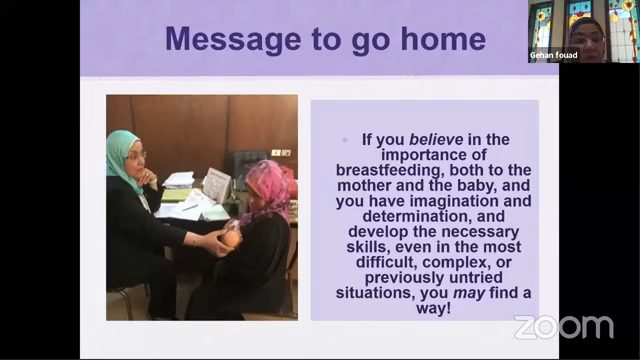 Message to go home
Gehan fouad
If you believe in the
importance of
breastfeeding, both to the
mother and the baby, and
you have imagination and
determination, and
develop the necessary
skills, even in the most
difficult, complex, or
previously untried
situations, you may find a
way!
zoom